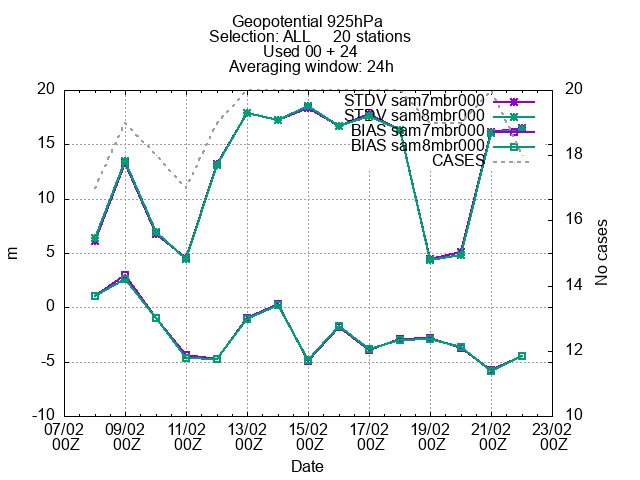 Geopotential 925hPa
Selection: ALL 20 stations
Used 00 + 24
Averaging window: 24h
20
15
10
5
0
-5
-10
m
20
18
16
14
12
10
No cases
STDV sam7mbr000
STDV sam8mbr000
BIAS sam7mbr000
BIAS sam8mbr000
CASES
07/02 09/02 11/02 13/02 15/02 17/02 19/02 21/02 23/02
00Z 00Z 00Z 00Z 00Z 00Z 00Z 00Z 00Z
Date